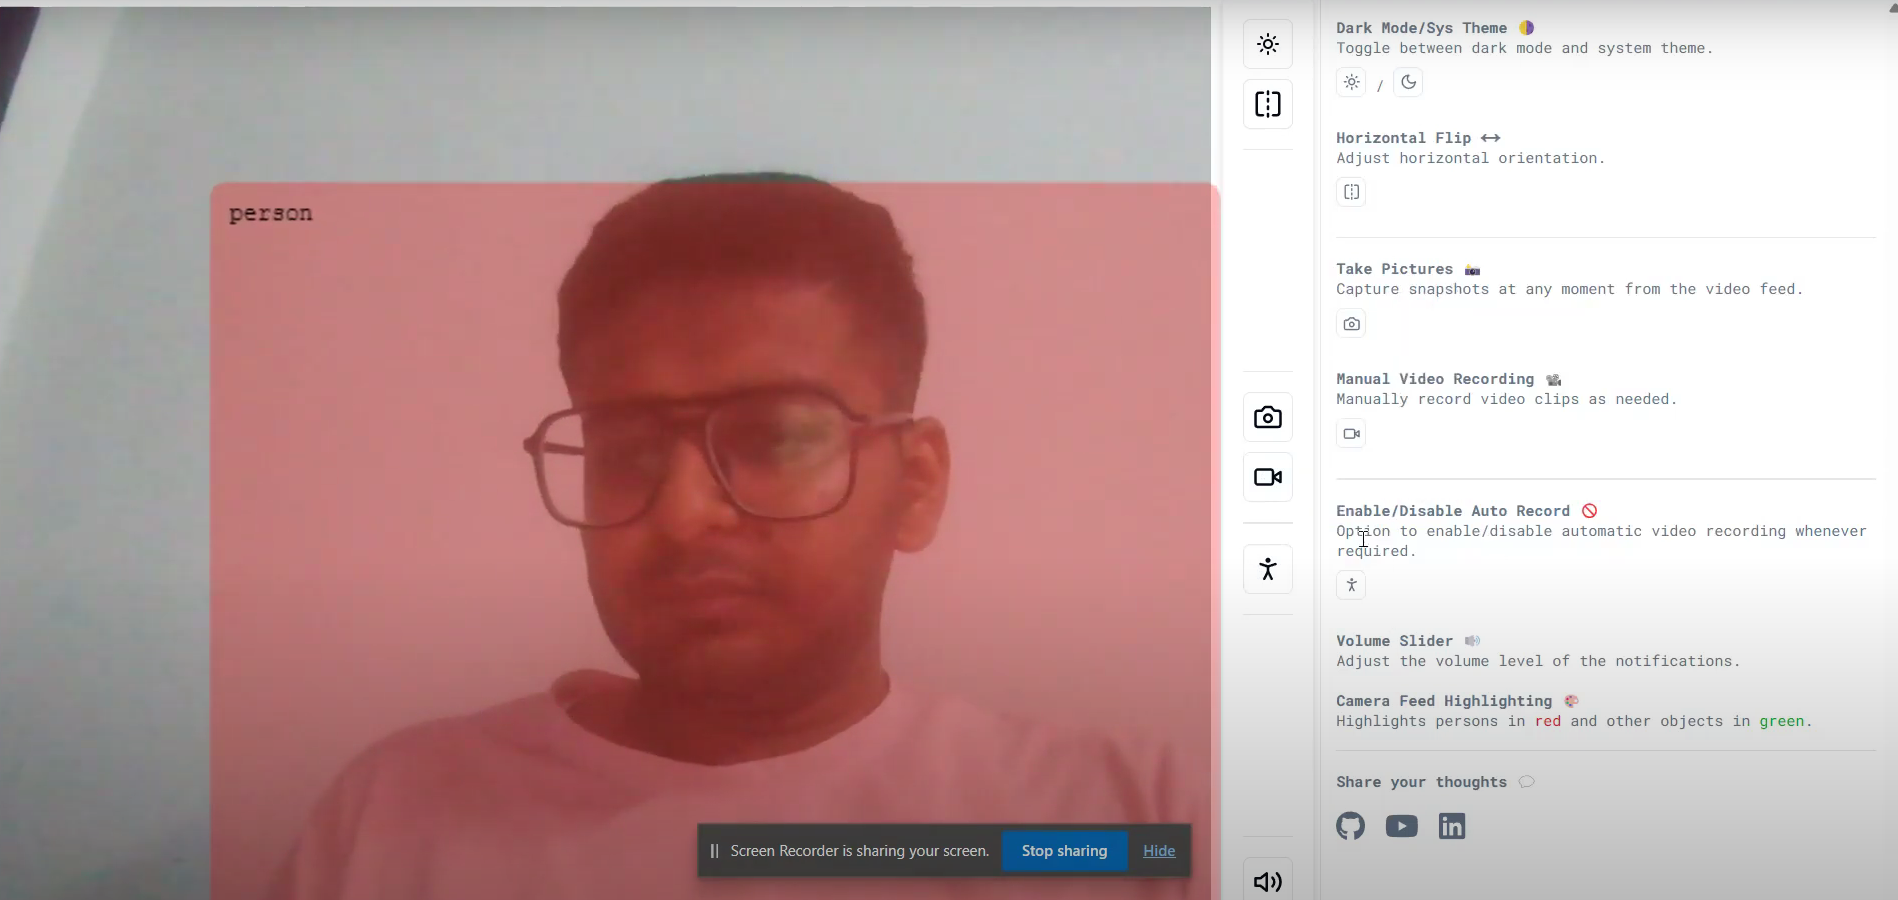 person
Screen Recorder is sharing your screen.
Stop sharing
Hide
Dark Mode/Sys Theme
Toggle between dark mode and system theme.
/
Horizontal Flip
Adjust horizontal orientation.
Take Pictures
Capture snapshots at any moment from the video feed.
Manual Video Recording
Manually record video clips as needed.
Enable/Disable Auto Record
Option to enable/disable automatic video recording whenever
required.
Volume Slider
Adjust the volume level of the notifications.
Camera Feed Highlighting
Highlights persons in red and other objects in green.
Share your thoughts
in